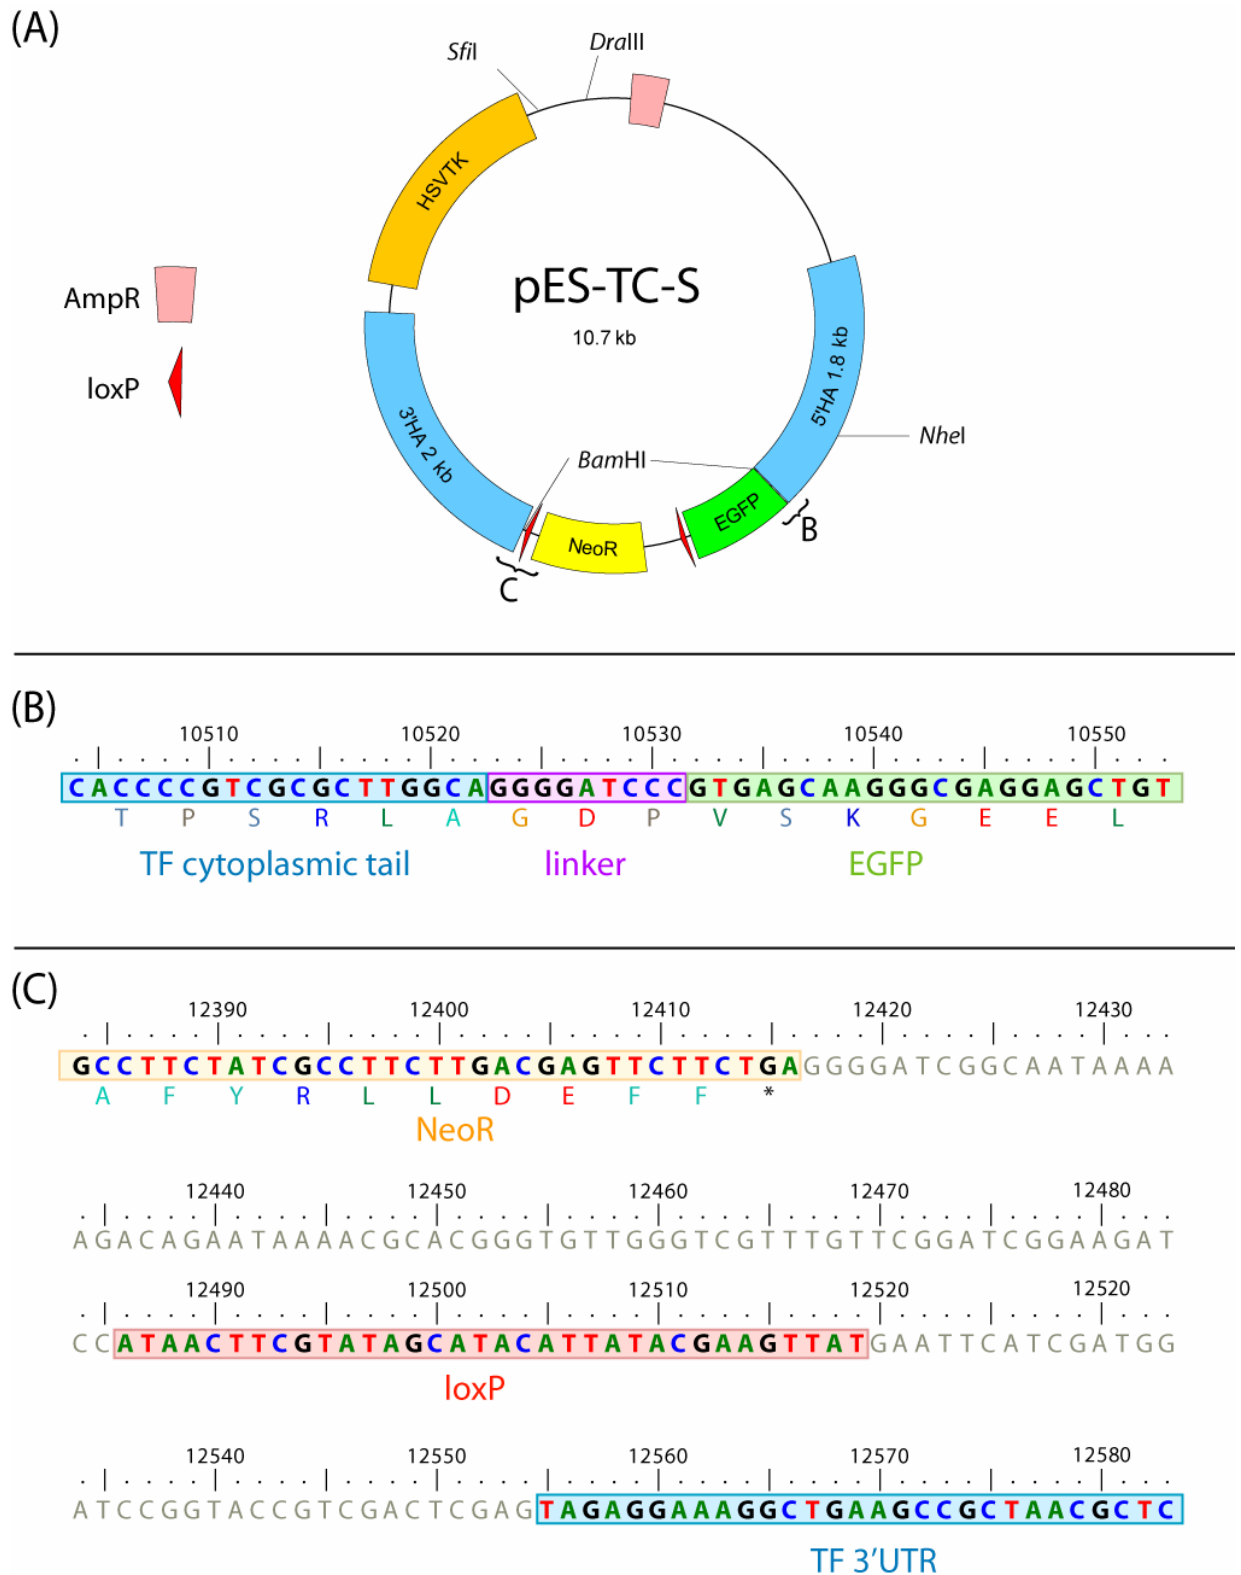 (A)
SfiI
DraIII
HSVTK
AmpR
loxP
pES-TC-S
10.7 kb
5'HA 1.8 kb
NheI
3'HA 2 kb
BamHI
EGFP
B
NeoR
C
(B)
10510 10520 10530 10540 10550
CACCCCGTCGCGCTTGGCAGGGGATCCCGTGAGCAAGGGCGAGGAGCTGT
T P S R L A G D P V S K G E E L
TF cytoplasmic tail linker EGFP
(C)
12390 12400 12410 12420 12430
GCCTTCTATCGCCTTCTTGACGAGTTCTTCTGAGGGGATCGGCAATAAAA
A F Y R L L D E F F *
NeoR
12440 12450 12460 12470 12480
AGACAGAATAAAACGCACGGGTGTTGGGTCGTTTGTTCGGATCGGAAGAT
12490 12500 12510 12520 12520
CCATAACTTCGTATAGCATACATTATACGAAGTTATGAATTCATCGATGG
loxP
12540 12550 12560 12570 12580
ATCCGGTACCGTCGACTCGAGTAGAGGAAAGGCTGAAGCCGCTAACGCTC
TF 3'UTR